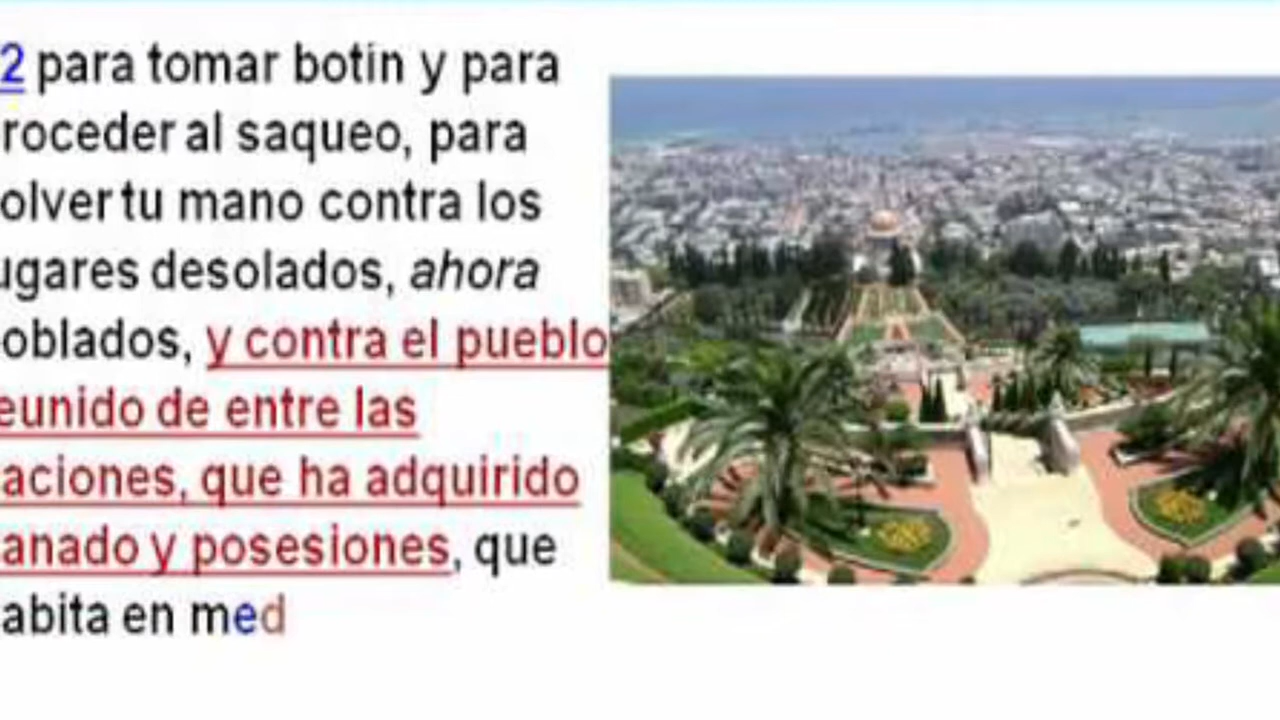 2 para tomar botín y para
roceder al saqueo, para
olver tu mano contra los
ugares desolados, ahora
oblados, y contra el pueblo
eunido de entre las
aciones, que ha adquirido
anado y posesiones, que
abita en med